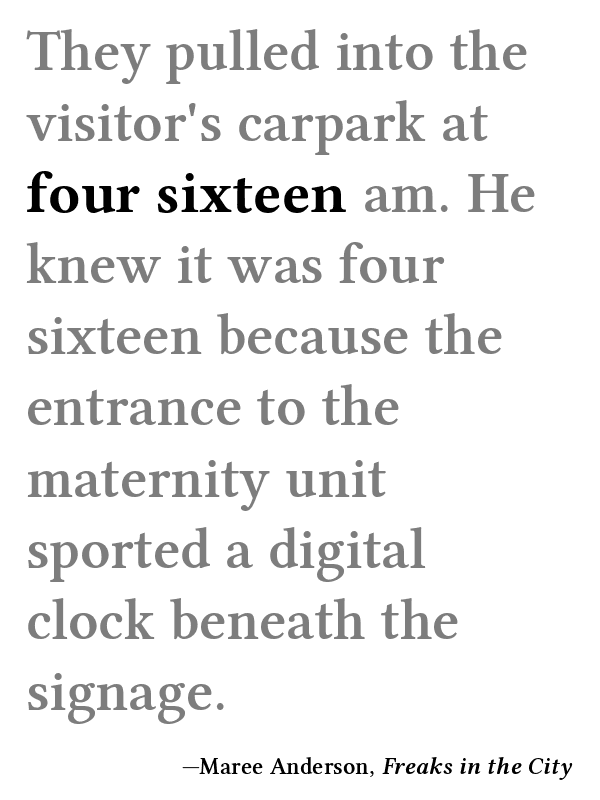 They pulled into the
visitor's carpark at
four sixteen am. He
knew it was four
sixteen because the
entrance to the
maternity unit
sported a digital
clock beneath the
signage.
—Maree Anderson, Freaks in the City